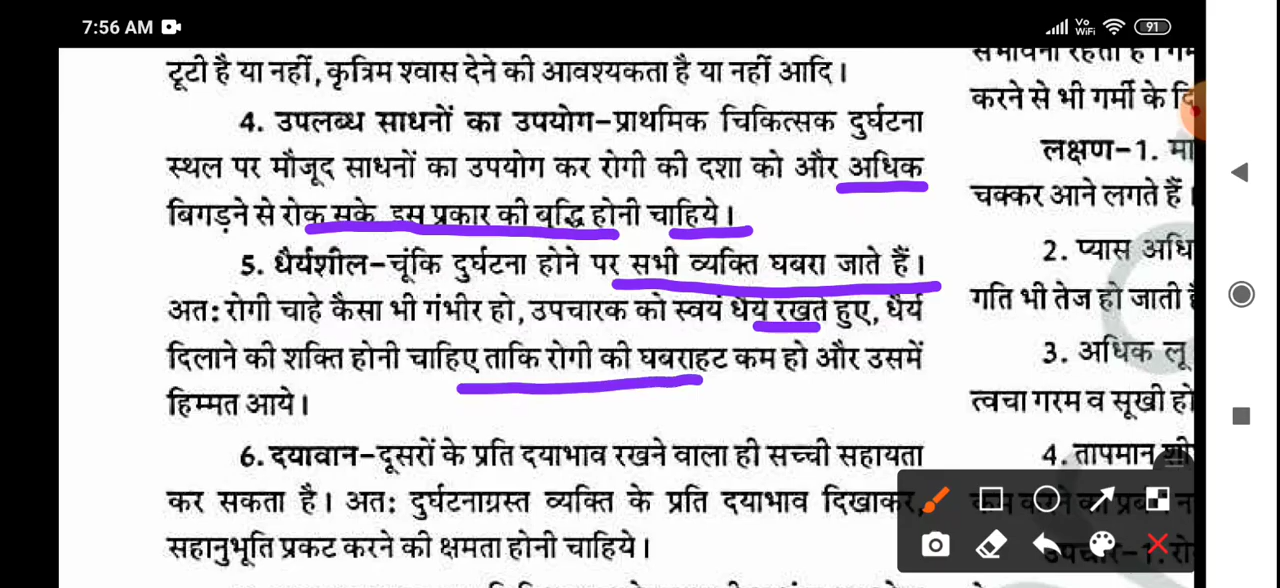 7:56 AM
Vo WiFi 91
टूटी है या नहीं, कृत्रिम श्वास देने की आवश्यकता है या नहीं आदि।
4. उपलब्ध साधनों का उपयोग–प्राथमिक चिकित्सक दुर्घटना
स्थल पर मौजूद साधनों का उपयोग कर रोगी की दशा को और अधिक
बिगड़ने से रोक सके इस प्रकार की बृद्धि होनी चाहिये।
5. धैर्यशील–चूंकि दुर्घटना होने पर सभी व्यक्ति घबरा जाते हैं।
अत: रोगी चाहे कैसा भी गंभीर हो, उपचारक को स्वयं धैर्य रखते हुए, धैर्य
दिलाने की शक्ति होनी चाहिए ताकि रोगी की घबराहट कम हो और उसमें
हिम्मत आये।
6. दयावान–दूसरों के प्रति दयाभाव रखने वाला ही सच्ची सहायता
कर सकता है। अत: दुर्घटनाग्रस्त व्यक्ति के प्रति दयाभाव दिखाकर,
सहानुभूति प्रकट करने की क्षमता होनी चाहिये।
करने से भी गर्मी के
लक्षण–1.
चक्कर आने लगते हैं।
2. प्यास
गति भी तेज हो जाती
3. अधिक लू
त्वचा गरम व सूखी
4. तापमान